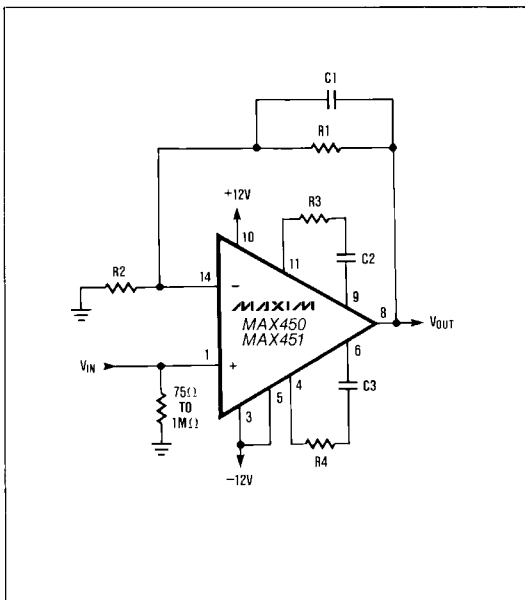 C1
R1
+12V
R3
10
11
C2
R2
14
−
9
MAXIM
MAX450
MAX451
8
VOUT
6
VIN
1
+
4
C3
5
75Ω
TO
1MΩ
3
R4
−12V